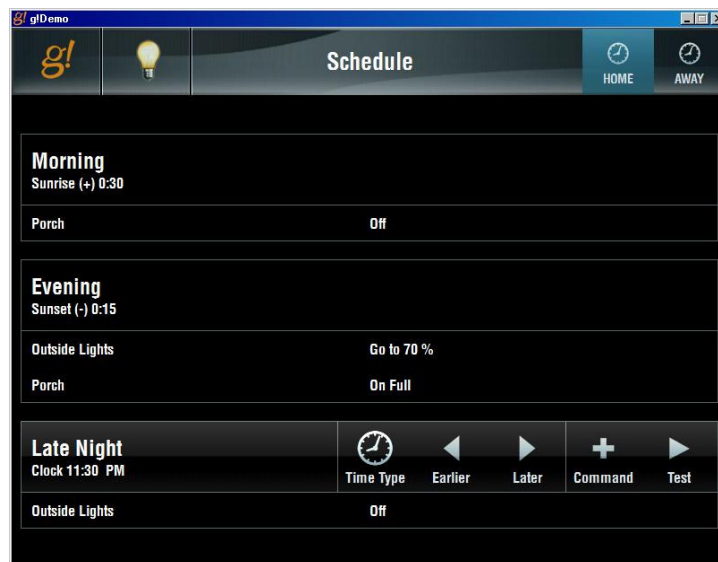 g! g!Demo
g!
Schedule
HOME
AWAY
Morning
Sunrise (+) 0:30
Porch Off
Evening
Sunset (-) 0:15
Outside Lights Go to 70 %
Porch On Full
Late Night
Clock 11:30 PM
Time Type Earlier Later Command Test
Outside Lights Off